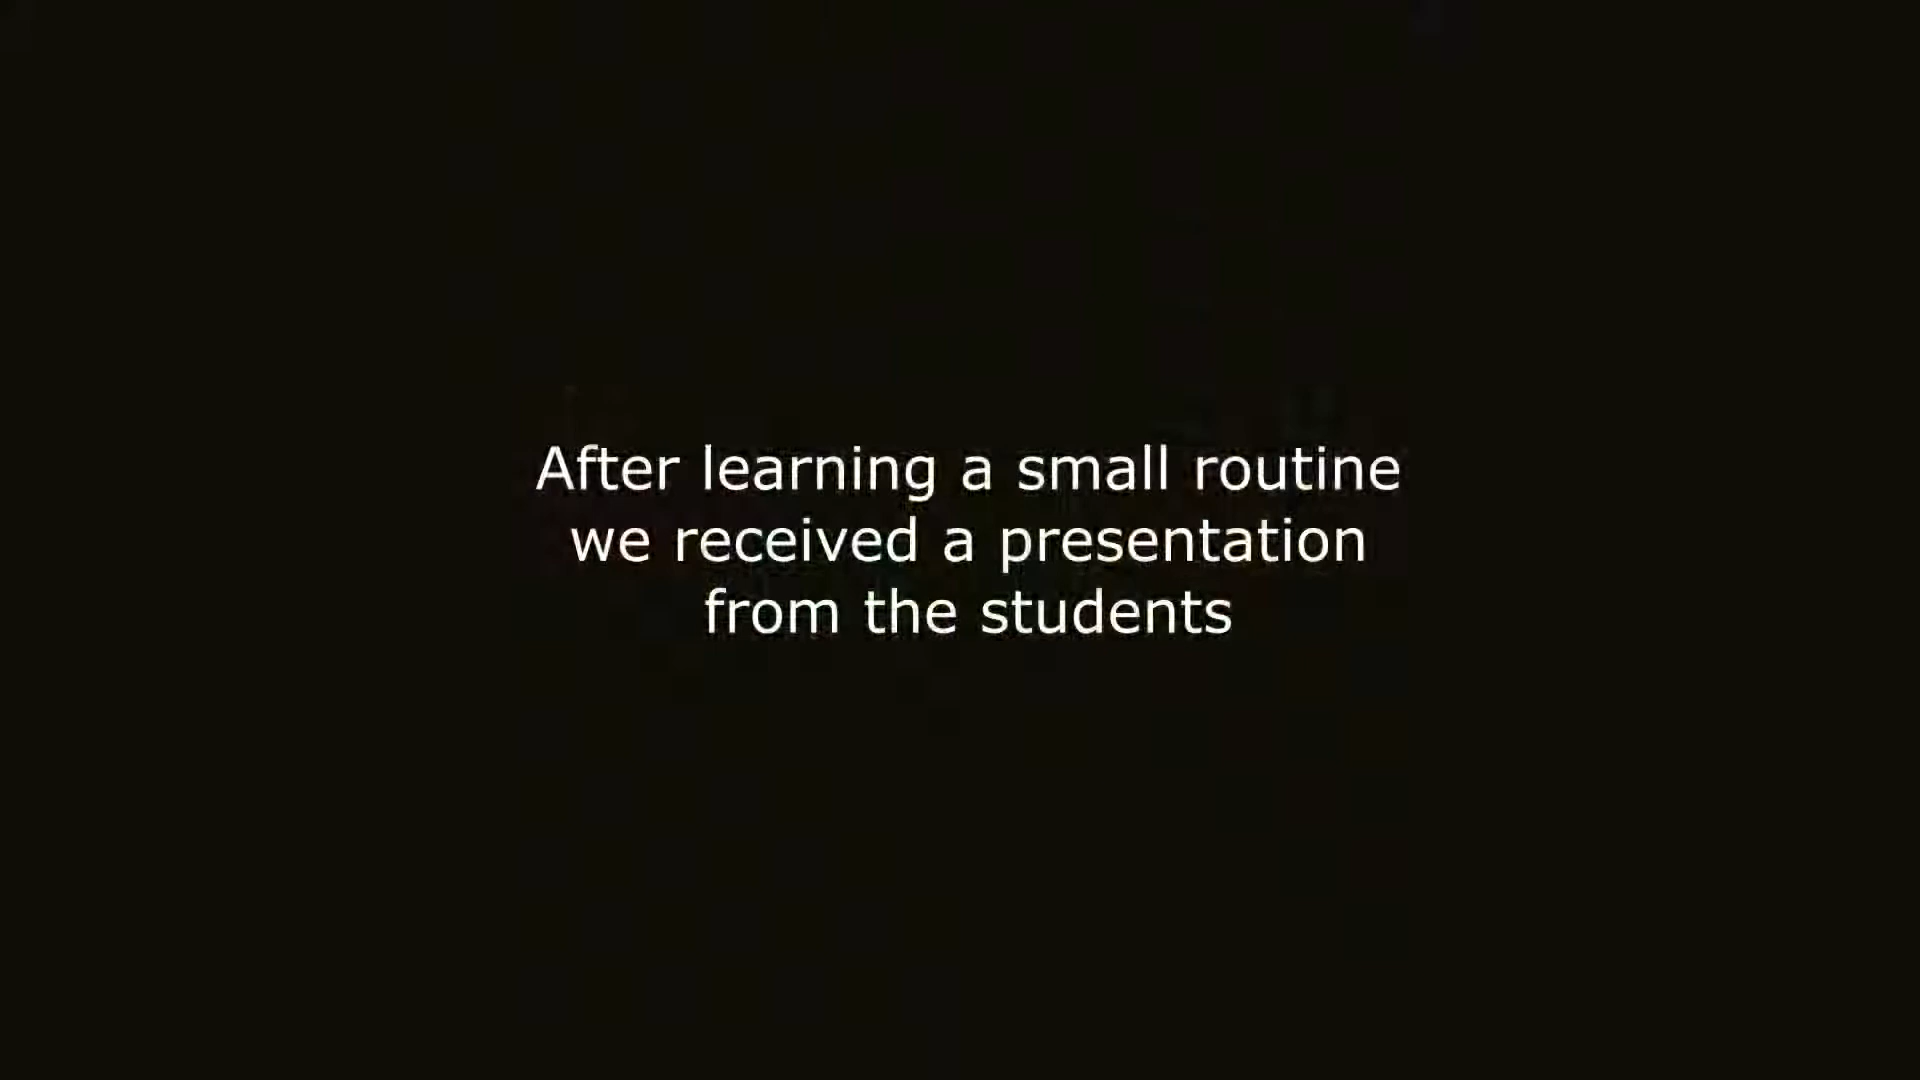 After learning a small routine
we received a presentation
from the students